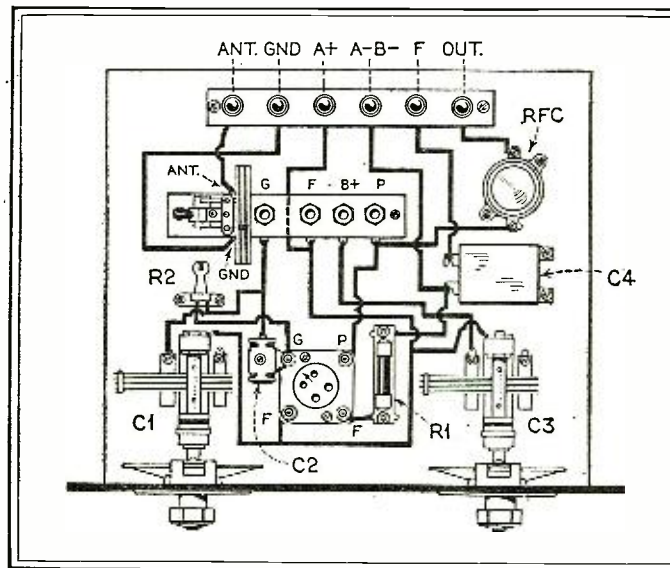 ANT. GND A+ A-B- F OUT.
RFC
ANT.
G F B+ P
GND
R2
C4
G P
C1
F F
R1
C3
C2